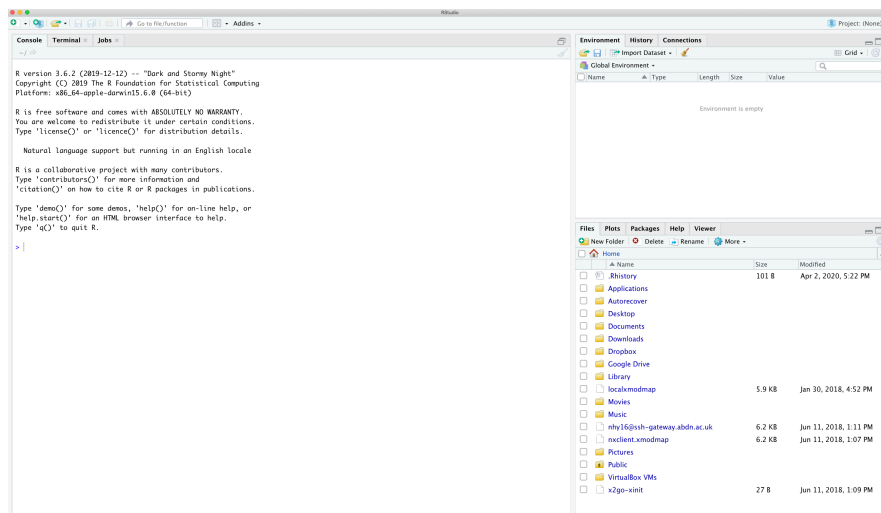 RStudio
Go to file/function
Addins
Project: (None)
Console Terminal Jobs
~/
R version 3.6.2 (2019-12-12) -- "Dark and Stormy Night"
Copyright (C) 2019 The R Foundation for Statistical Computing
Platform: x86_64-apple-darwin15.6.0 (64-bit)
R is free software and comes with ABSOLUTELY NO WARRANTY.
You are welcome to redistribute it under certain conditions.
Type 'license()' or 'licence()' for distribution details.
Natural language support but running in an English locale
R is a collaborative project with many contributors.
Type 'contributors()' for more information and
'citation()' on how to cite R or R packages in publications.
Type 'demo()' for some demos, 'help()' for on-line help, or
'help.start()' for an HTML browser interface to help.
Type 'q()' to quit R.
>
Environment History Connections
Import Dataset
Grid
Global Environment
Name Type Length Size Value
Environment is empty
Files Plots Packages Help Viewer
New Folder Delete Rename More
Home
Name Size Modified
.Rhistory 101 B Apr 2, 2020, 5:22 PM
Applications
Autorecover
Desktop
Documents
Downloads
Dropbox
Google Drive
Library
localxmodmap 5.9 KB Jan 30, 2018, 4:52 PM
Movies
Music
nhy16@ssh-gateway.abdn.ac.uk 6.2 KB Jun 11, 2018, 1:11 PM
nxclient.xmodmap 6.2 KB Jun 11, 2018, 1:07 PM
Pictures
Public
VirtualBox VMs
x2go-xinit 27 B Jun 11, 2018, 1:09 PM